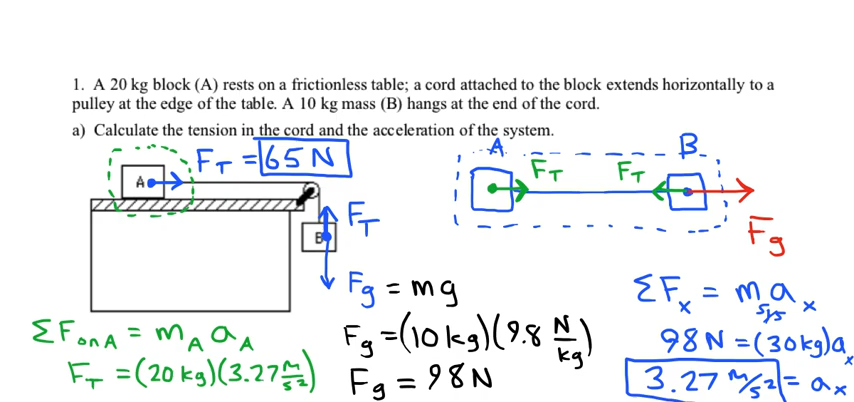 1. A 20 kg block (A) rests on a frictionless table; a cord attached to the block extends horizontally to a
pulley at the edge of the table. A 10 kg mass (B) hangs at the end of the cord.
a) Calculate the tension in the cord and the acceleration of the system.
F_T = 65 N
A
B
F_T
F_g = mg
F_g = (10 kg)(9.8 N/kg)
F_g = 98 N
ΣF_on A = m_A a_A
F_T = (20 kg)(3.27 m/s²)
A
B
F_T
F_T
F_g
ΣF_x = m_sys a_x
98 N = (30 kg) a_x
3.27 m/s² = a_x